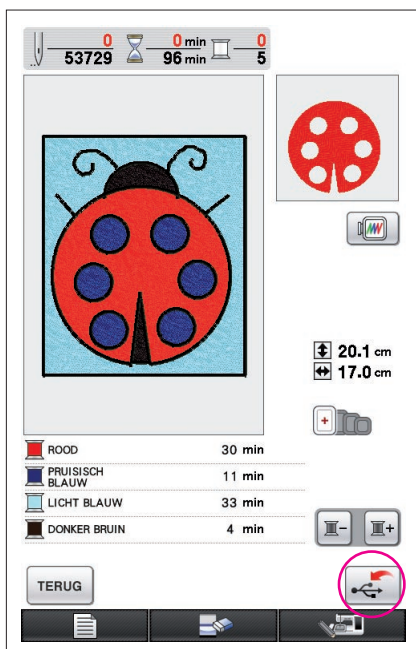 0 0 min 0
53729 96 min 5
20.1 cm
17.0 cm
ROOD 30 min
PRUISISCH
BLAUW 11 min
LICHT BLAUW 33 min
DONKER BRUIN 4 min
TERUG